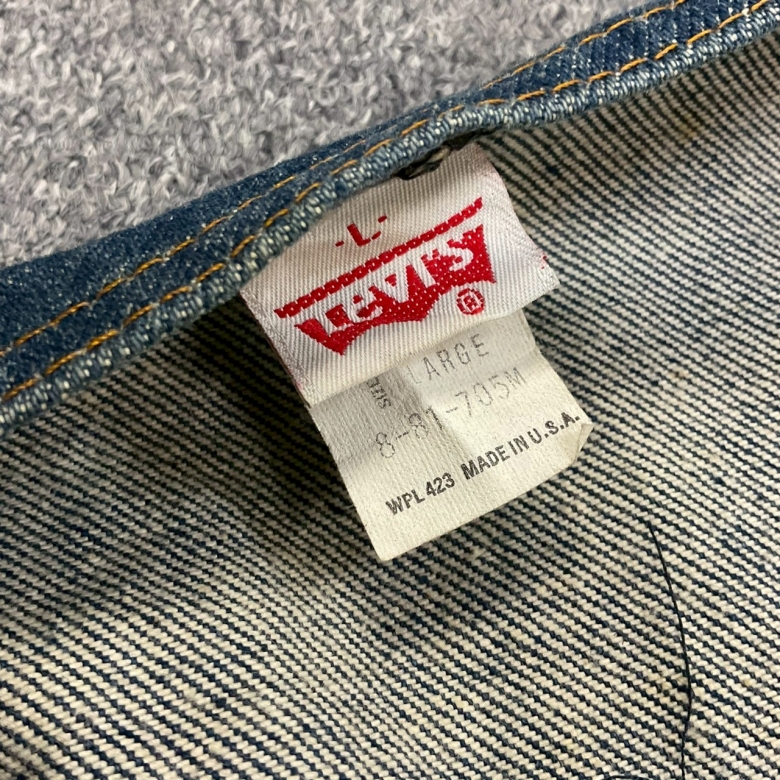 -L-
LEVI'S
®
SIZE LARGE
8-81-705M
WPL 423 MADE IN U.S.A.